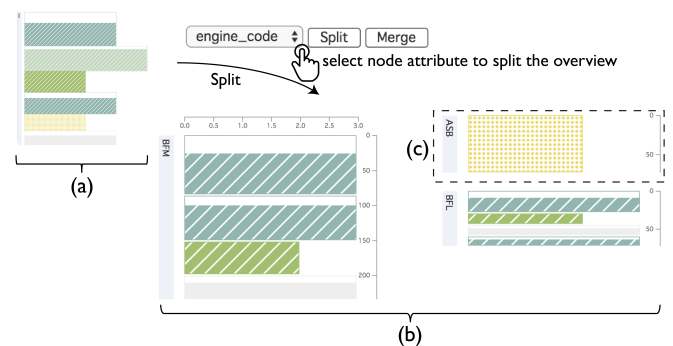 engine_code Split Merge
select node attribute to split the overview
Split
(a)
0.0 0.5 1.0 1.5 2.0 2.5 3.0
BFM
0
50
100
150
200
(c)
ASB
0
50
BFL
0
50
(b)